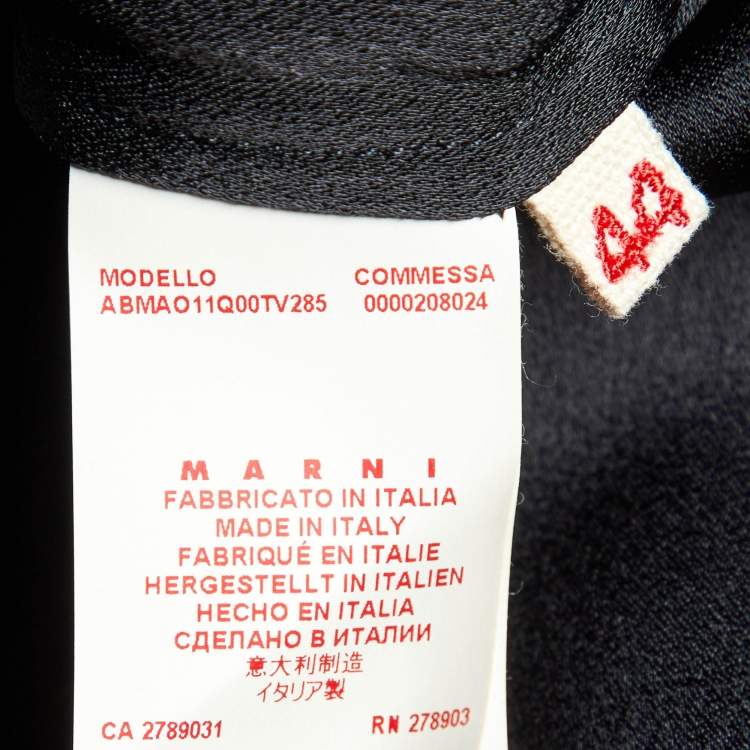 44
MODELLO COMMESSA
ABMAO11Q00TV285 0000208024
MARNI
FABBRICATO IN ITALIA
MADE IN ITALY
FABRIQUÉ EN ITALIE
HERGESTELLT IN ITALIEN
HECHO EN ITALIA
СДЕЛАНО В ИТАЛИИ
意大利制造
イタリア製
CA 2789031 RN 278903